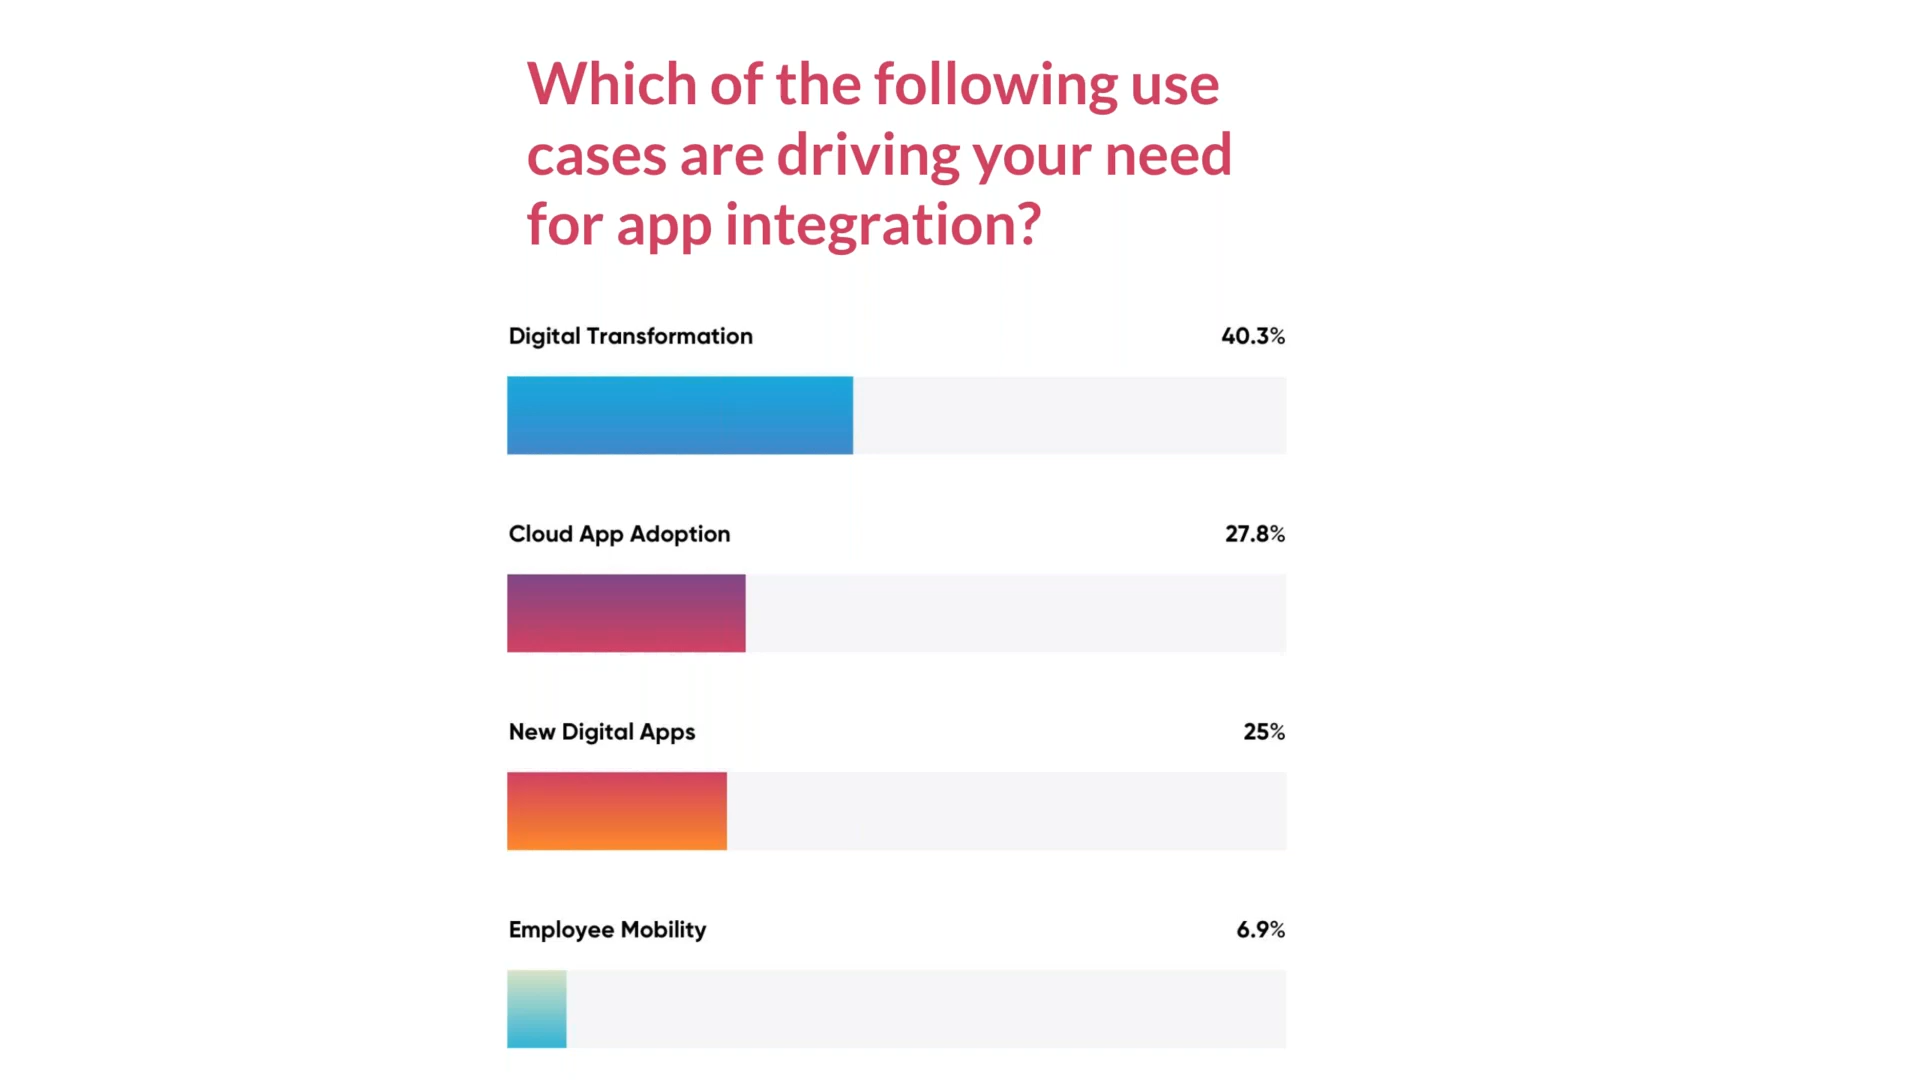 Which of the following use
cases are driving your need
for app integration?
Digital Transformation 40.3%
Cloud App Adoption 27.8%
New Digital Apps 25%
Employee Mobility 6.9%